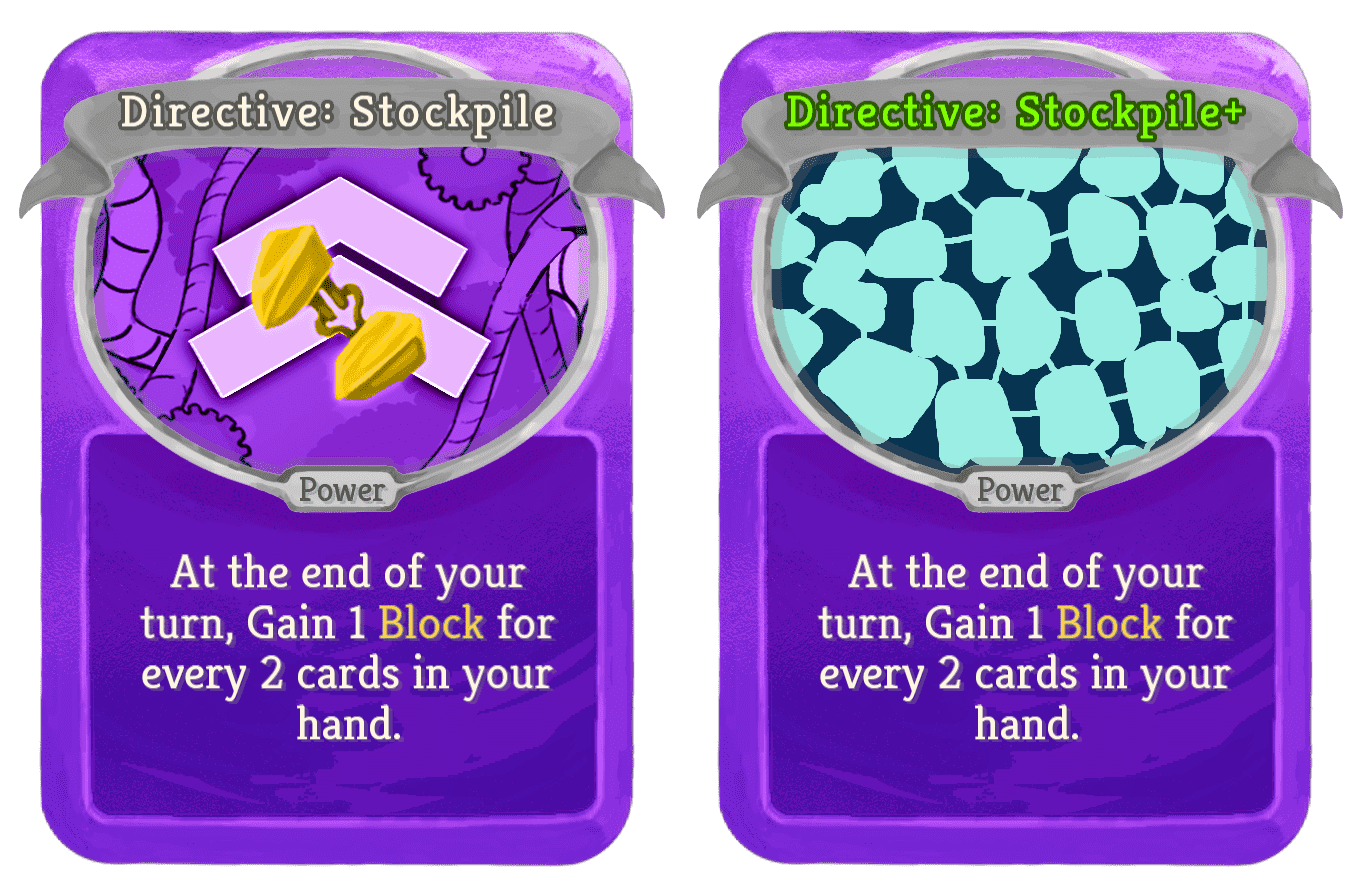 Directive: Stockpile
Power
At the end of your
turn, Gain 1 Block for
every 2 cards in your
hand.
Directive: Stockpile+
Power
At the end of your
turn, Gain 1 Block for
every 2 cards in your
hand.